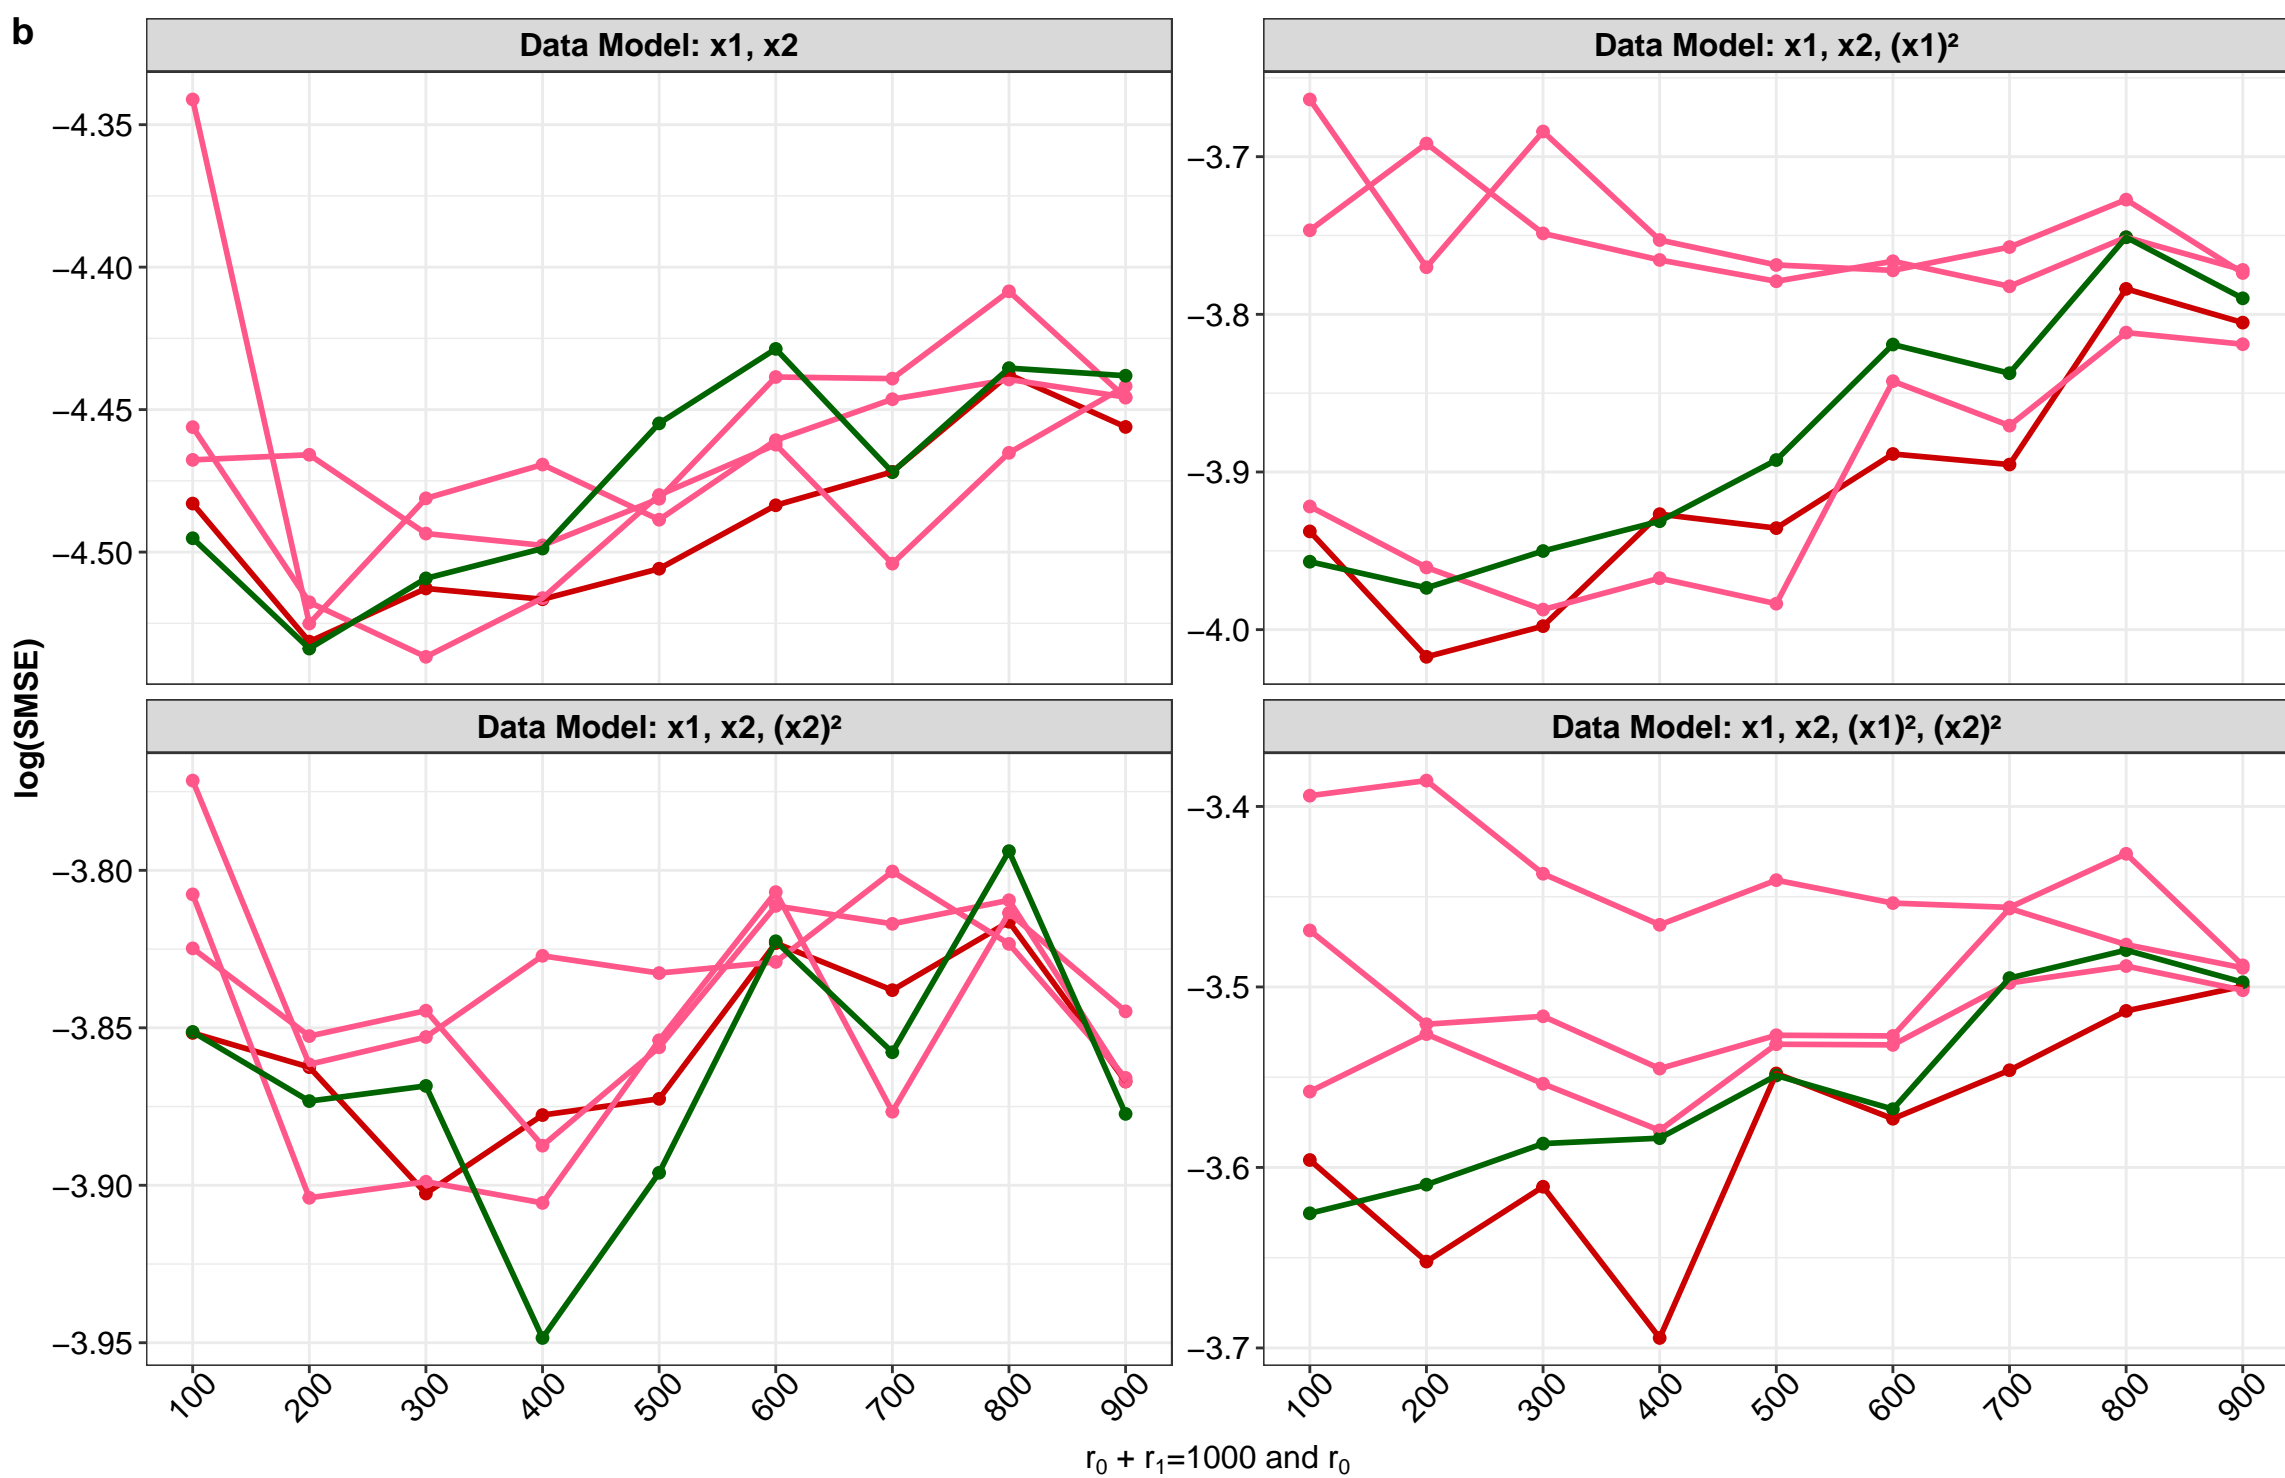 b
Data Model: x1, x2
Data Model: x1, x2, (x1)²
−4.35
−4.40
−4.45
−4.50
−3.7
−3.8
−3.9
−4.0
log(SMSE)
Data Model: x1, x2, (x2)²
Data Model: x1, x2, (x1)², (x2)²
−3.80
−3.85
−3.90
−3.95
−3.4
−3.5
−3.6
−3.7
100 200 300 400 500 600 700 800 900
100 200 300 400 500 600 700 800 900
r₀ + r₁=1000 and r₀